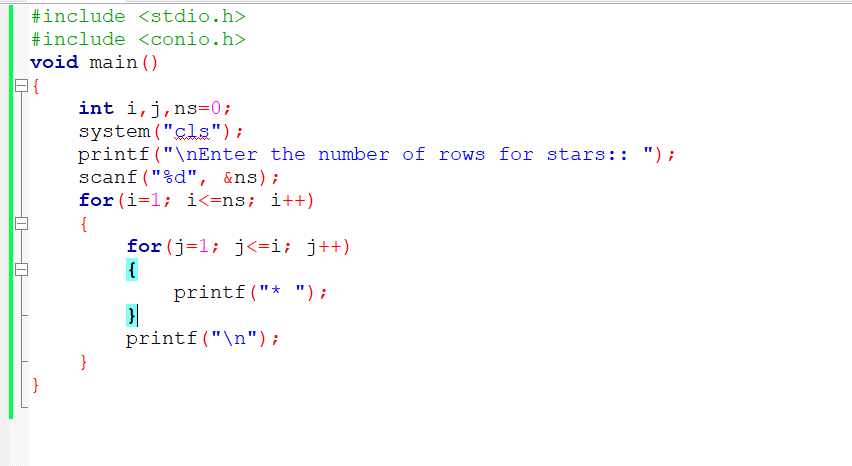 #include <stdio.h>
#include <conio.h>
void main()
{
    int i,j,ns=0;
    system("cls");
    printf("\nEnter the number of rows for stars:: ");
    scanf("%d", &ns);
    for(i=1; i<=ns; i++)
    {
        for(j=1; j<=i; j++)
        {
            printf("* ");
        }
        printf("\n");
    }
}